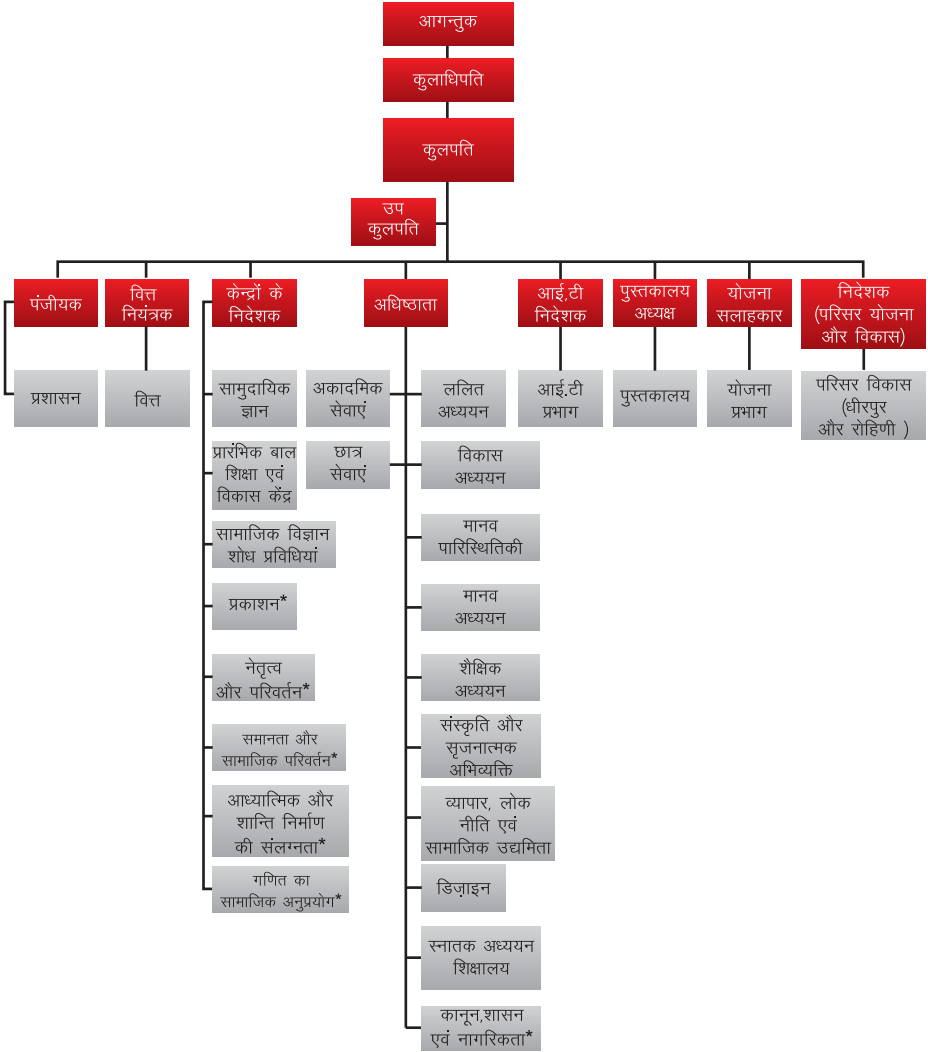 आगन्तुक
कुलाधिपति
कुलपति
उप
कुलपति
पंजीयक
वित्त
नियंत्रक
केन्द्रों के
निदेशक
अधिष्ठाता
आई.टी
निदेशक
पुस्तकालय
अध्यक्ष
योजना
सलाहकार
निदेशक
(परिसर योजना
और विकास)
प्रशासन
वित्त
सामुदायिक
ज्ञान
अकादमिक
सेवाएं
ललित
अध्ययन
आई.टी
प्रभाग
पुस्तकालय
योजना
प्रभाग
परिसर विकास
(धीरपुर
और रोहिणी )
प्रारंभिक बाल
शिक्षा एवं
विकास केंद्र
छात्र
सेवाएं
विकास
अध्ययन
सामाजिक विज्ञान
शोध प्रविधियां
मानव
पारिस्थितिकी
प्रकाशन*
मानव
अध्ययन
नेतृत्व
और परिवर्तन*
शैक्षिक
अध्ययन
समानता और
सामाजिक परिवर्तन*
संस्कृति और
सृजनात्मक
अभिव्यक्ति
आध्यात्मिक और
शान्ति निर्माण
की संलग्नता*
व्यापार, लोक
नीति एवं
सामाजिक उद्यमिता
गणित का
सामाजिक अनुप्रयोग*
डिज़ाइन
स्नातक अध्ययन
शिक्षालय
कानून,शासन
एवं नागरिकता*